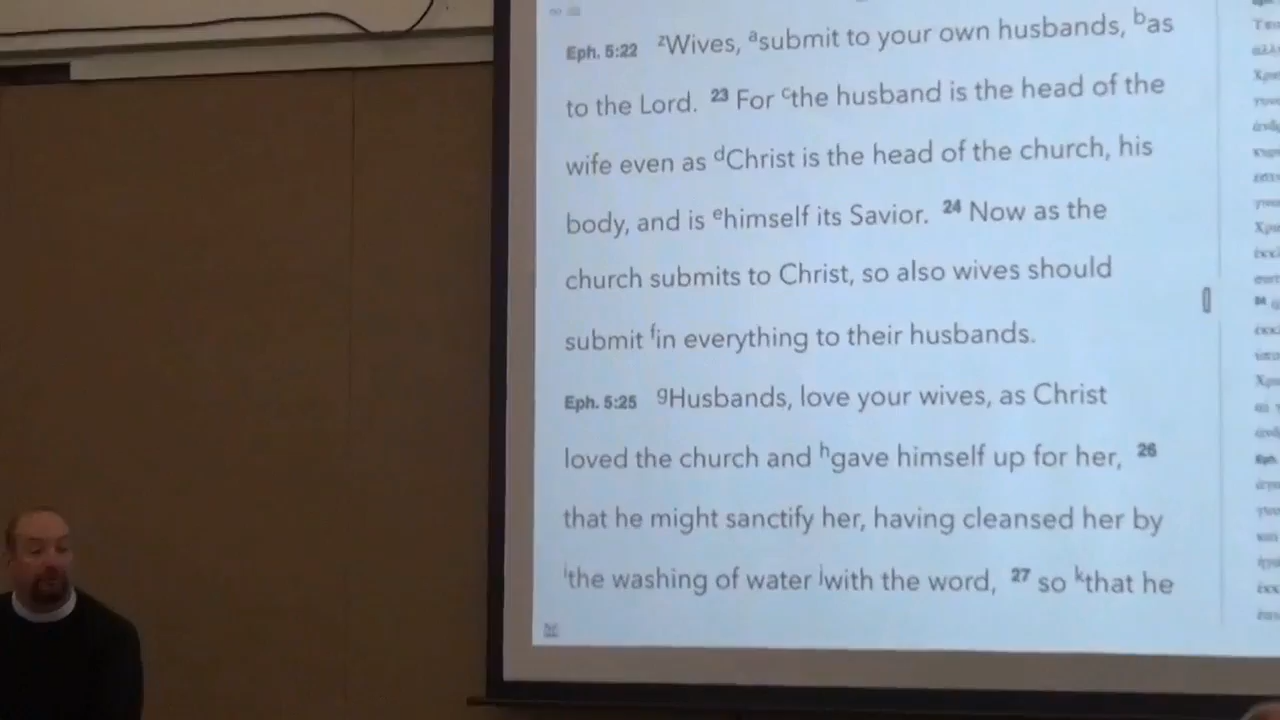 Eph. 5:22 zWives, asubmit to your own husbands, bas
to the Lord. 23 For cthe husband is the head of the
wife even as dChrist is the head of the church, his
body, and is ehimself its Savior. 24 Now as the
church submits to Christ, so also wives should
submit fin everything to their husbands.
Eph. 5:25 gHusbands, love your wives, as Christ
loved the church and hgave himself up for her, 26
that he might sanctify her, having cleansed her by
ithe washing of water jwith the word, 27 so kthat he